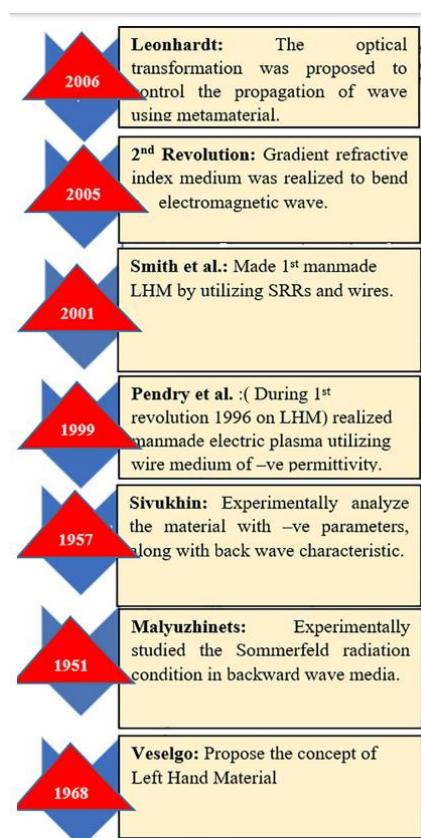 2006
Leonhardt: The optical
transformation was proposed to
control the propagation of wave
using metamaterial.
2005
2nd Revolution: Gradient refractive
index medium was realized to bend
electromagnetic wave.
2001
Smith et al.: Made 1st manmade
LHM by utilizing SRRs and wires.
1999
Pendry et al. :( During 1st
revolution 1996 on LHM) realized
manmade electric plasma utilizing
wire medium of –ve permittivity.
1957
Sivukhin: Experimentally analyze
the material with –ve parameters,
along with back wave characteristic.
1951
Malyuzhinets: Experimentally
studied the Sommerfeld radiation
condition in backward wave media.
1968
Veselgo: Propose the concept of
Left Hand Material